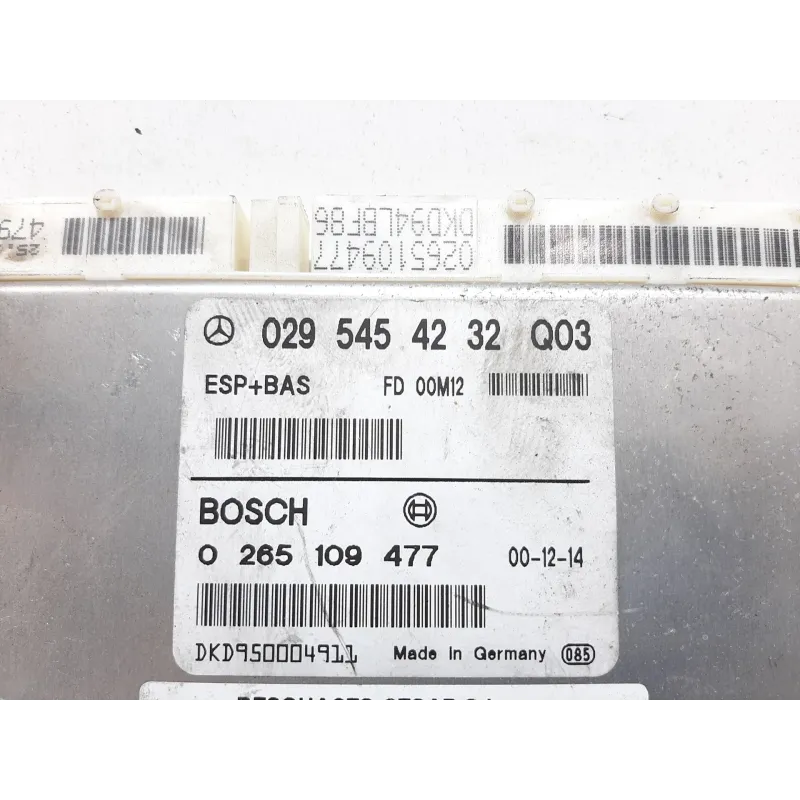 479
0265109477
DKD94LBF86
029 545 42 32 Q03
ESP+BAS FD 00M12
BOSCH
0 265 109 477 00-12-14
DKD950004911 Made In Germany 085